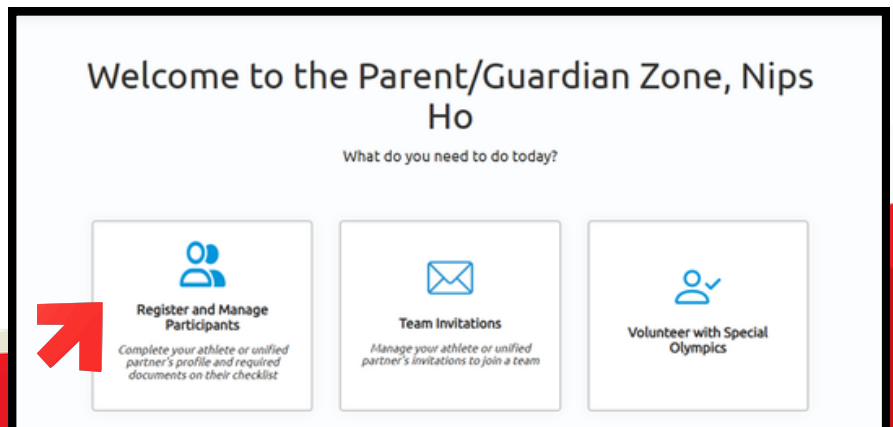 Welcome to the Parent/Guardian Zone, Nips
Ho
What do you need to do today?
Register and Manage
Participants
Complete your athlete or unified
partner's profile and required
documents on their checklist
Team Invitations
Manage your athlete or unified
partner's invitations to join a team
Volunteer with Special
Olympics